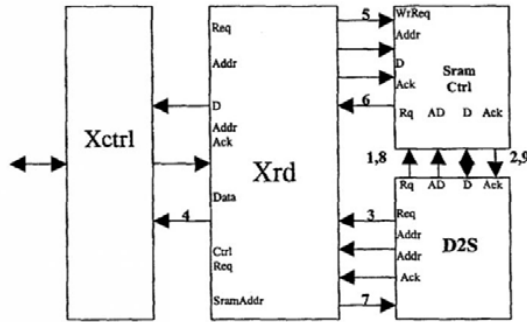 Xctrl
Req
Addr
D
Addr
Ack
Xrd
Data
Ctrl
Req
SramAddr
5
6
4
3
7
WrReq
Addr
D
Ack
Sram
Ctrl
Rq AD D Ack
1,8 2,9
Rq AD D Ack
Req
Addr
Addr
Ack
D2S